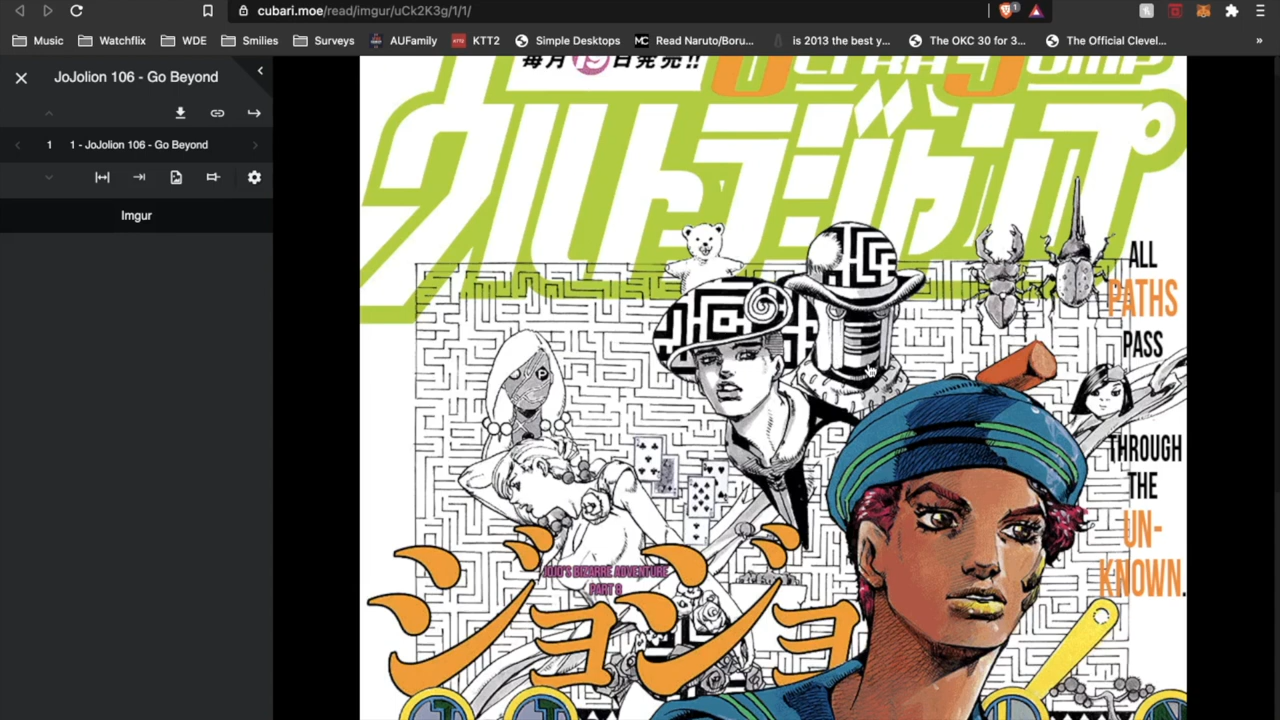 cubari.moe/read/imgur/uCk2K3g/1/1/
1
Music
Watchflix
WDE
Smilies
Surveys
AUFamily
KTT2
Simple Desktops
Read Naruto/Boru...
is 2013 the best y...
The OKC 30 for 3...
The Official Clevel...
»
JoJolion 106 - Go Beyond
1
1 - JoJolion 106 - Go Beyond
Imgur
毎月19日発売!!
ULTRA JUMP
ウルトラジャンプ
ALL
PATHS
PASS
THROUGH
THE
UN-
KNOWN.
JOJO'S BIZARRE ADVENTURE
PART 8
ジョジョ